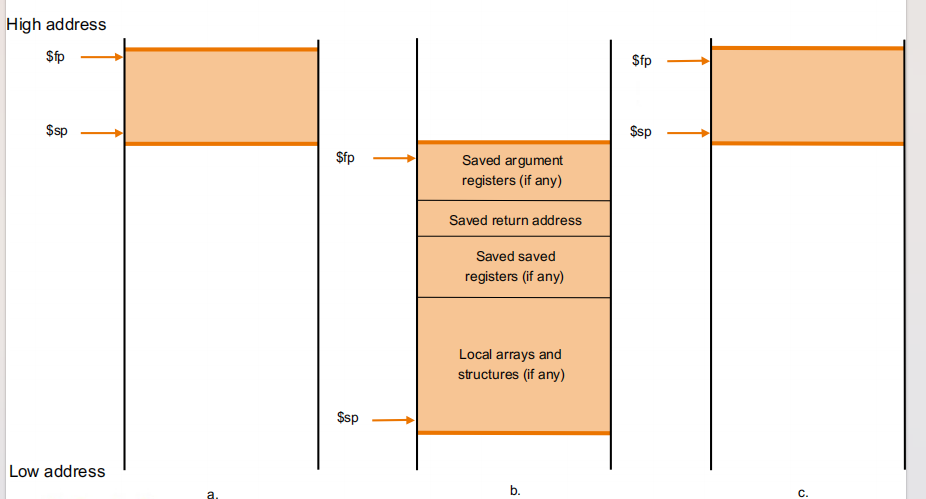 High address
$fp
$sp
$fp
Saved argument
registers (if any)
Saved return address
Saved saved
registers (if any)
Local arrays and
structures (if any)
$sp
$fp
$sp
Low address
a.
b.
c.